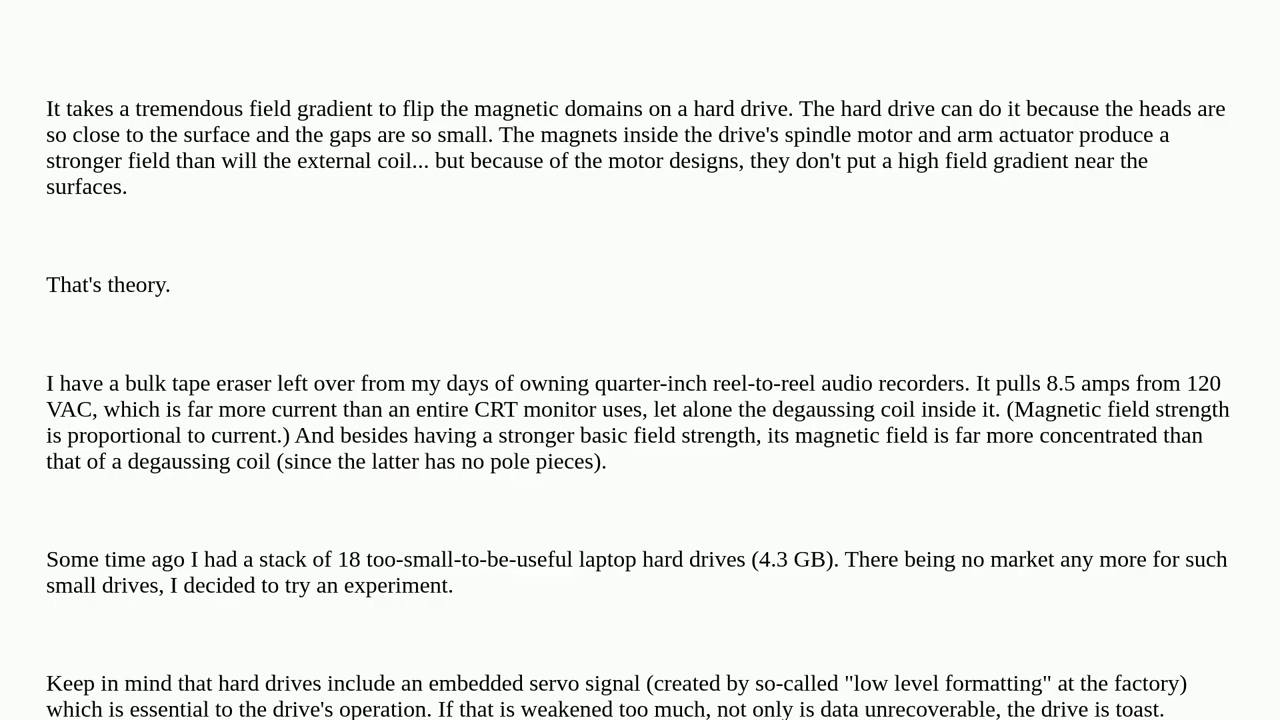 It takes a tremendous field gradient to flip the magnetic domains on a hard drive. The hard drive can do it because the heads are
so close to the surface and the gaps are so small. The magnets inside the drive's spindle motor and arm actuator produce a
stronger field than will the external coil... but because of the motor designs, they don't put a high field gradient near the
surfaces.
That's theory.
I have a bulk tape eraser left over from my days of owning quarter-inch reel-to-reel audio recorders. It pulls 8.5 amps from 120
VAC, which is far more current than an entire CRT monitor uses, let alone the degaussing coil inside it. (Magnetic field strength
is proportional to current.) And besides having a stronger basic field strength, its magnetic field is far more concentrated than
that of a degaussing coil (since the latter has no pole pieces).
Some time ago I had a stack of 18 too-small-to-be-useful laptop hard drives (4.3 GB). There being no market any more for such
small drives, I decided to try an experiment.
Keep in mind that hard drives include an embedded servo signal (created by so-called "low level formatting" at the factory)
which is essential to the drive's operation. If that is weakened too much, not only is data unrecoverable, the drive is toast.